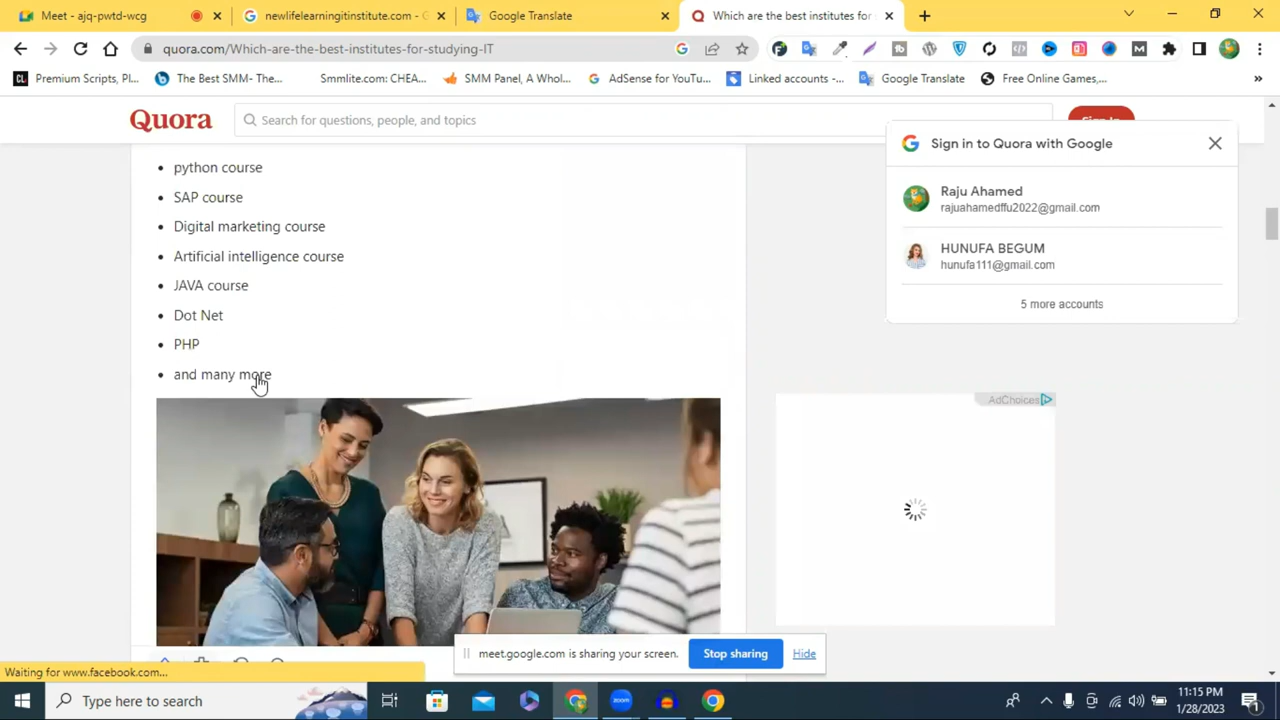 Meet - ajq-pwtd-wcg
newlifelearningitinstitute.com - G
Google Translate
Which are the best institutes for
quora.com/Which-are-the-best-institutes-for-studying-IT
Premium Scripts, Pl...
The Best SMM- The...
Smmlite.com: CHEA...
SMM Panel, A Whol...
AdSense for YouTu...
Linked accounts -...
Google Translate
Free Online Games,...
Quora
Search for questions, people, and topics
Sign in to Quora with Google
Raju Ahamed
rajuahamedffu2022@gmail.com
HUNUFA BEGUM
hunufa111@gmail.com
5 more accounts
• python course
• SAP course
• Digital marketing course
• Artificial intelligence course
• JAVA course
• Dot Net
• PHP
• and many more
AdChoices
meet.google.com is sharing your screen.
Stop sharing
Hide
Waiting for www.facebook.com...
Type here to search
zoom
11:15 PM
1/28/2023